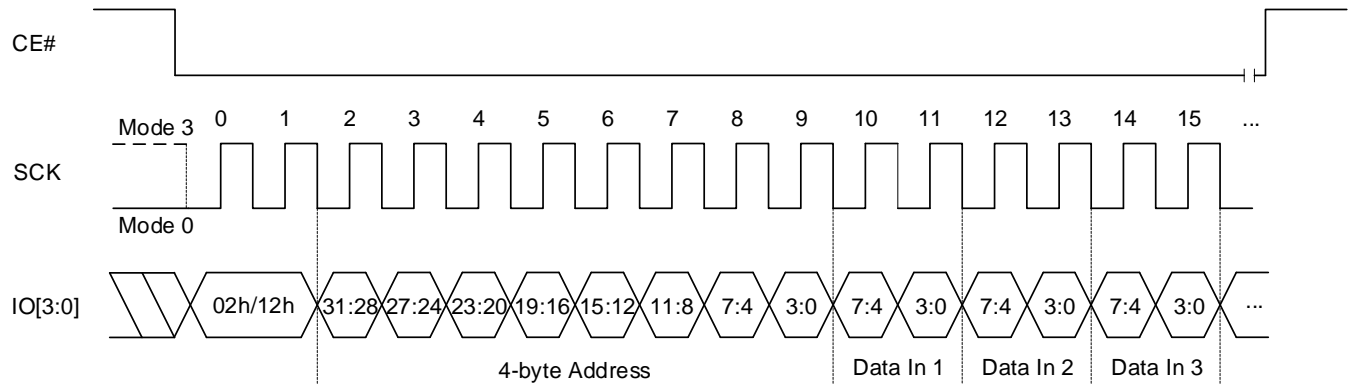 CE#
Mode 3 0 1 2 3 4 5 6 7 8 9 10 11 12 13 14 15 ...
SCK
Mode 0
IO[3:0] 02h/12h 31:28 27:24 23:20 19:16 15:12 11:8 7:4 3:0 7:4 3:0 7:4 3:0 7:4 3:0 ...
4-byte Address Data In 1 Data In 2 Data In 3